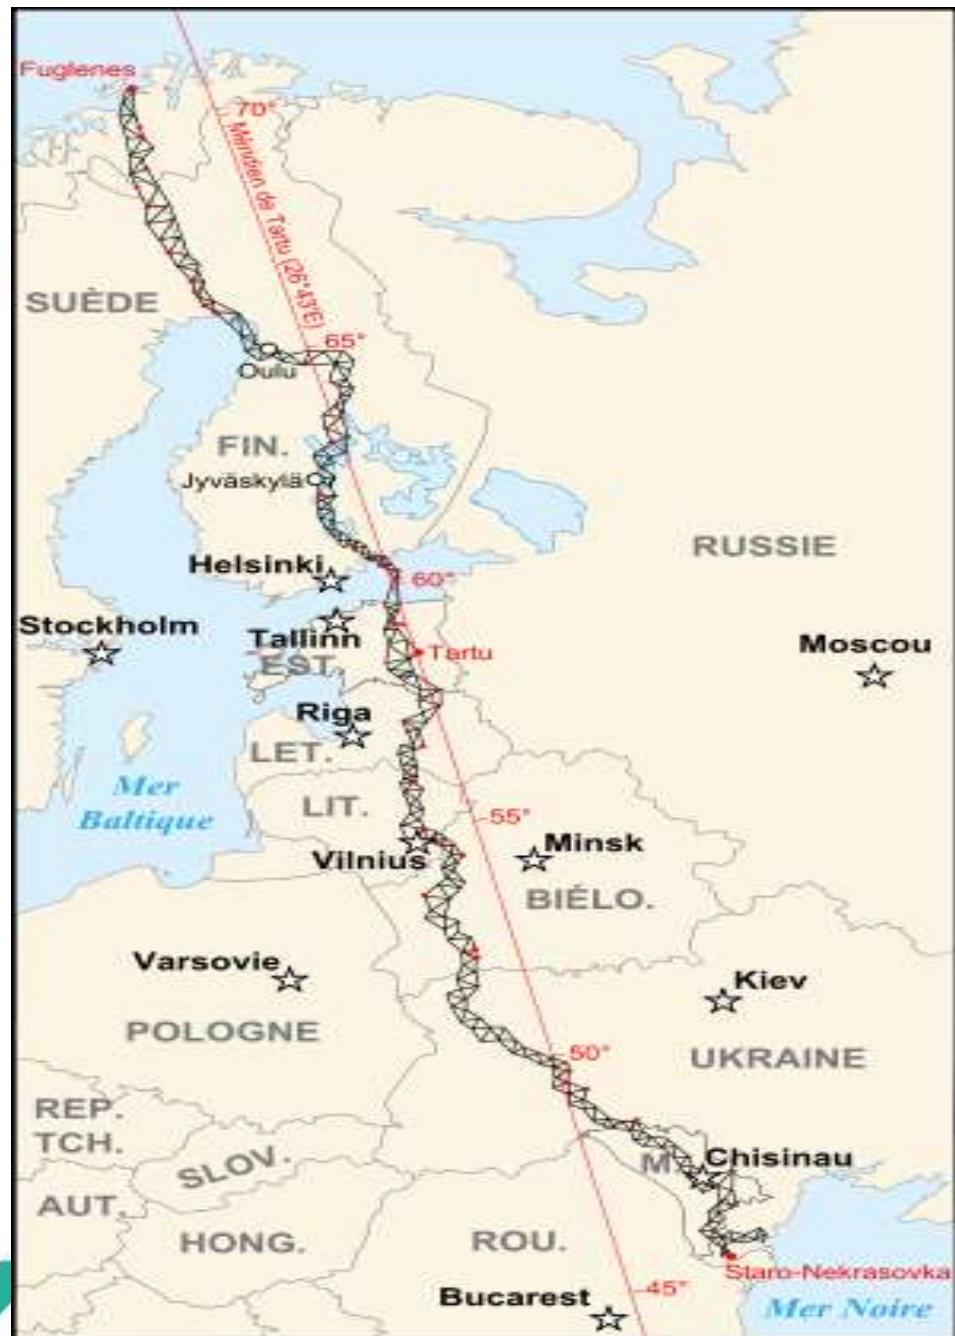 Fuglenes
70°
Méridien de Tartu (26°43'E)
SUÈDE
65°
Oulu
FIN.
Jyväskylä
RUSSIE
Helsinki
60°
Stockholm
Tallinn
EST.
Tartu
Moscou
Riga
LET.
Mer
Baltique
LIT.
55°
Vilnius
Minsk
BIÉLO.
Varsovie
Kiev
POLOGNE
50°
UKRAINE
REP.
TCH.
SLOV.
M.
Chisinau
AUT.
HONG.
ROU.
Staro-Nekrasovka
45°
Bucarest
Mer Noire